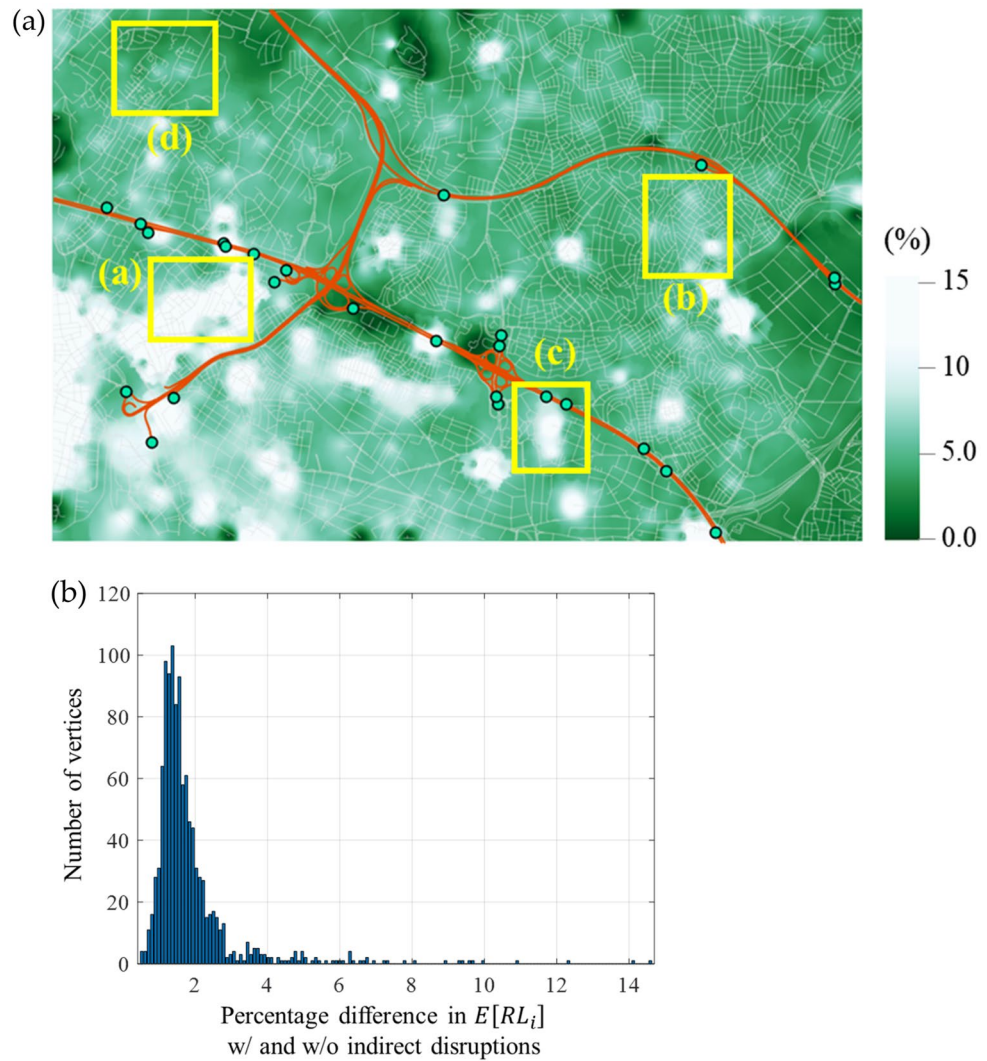 (a)
(d)
(a)
(b)
(c)
(%)
15
10
5.0
0.0
(b)
120
100
80
60
40
20
0
2 4 6 8 10 12 14
Number of vertices
Percentage difference in E[RLᵢ]
w/ and w/o indirect disruptions